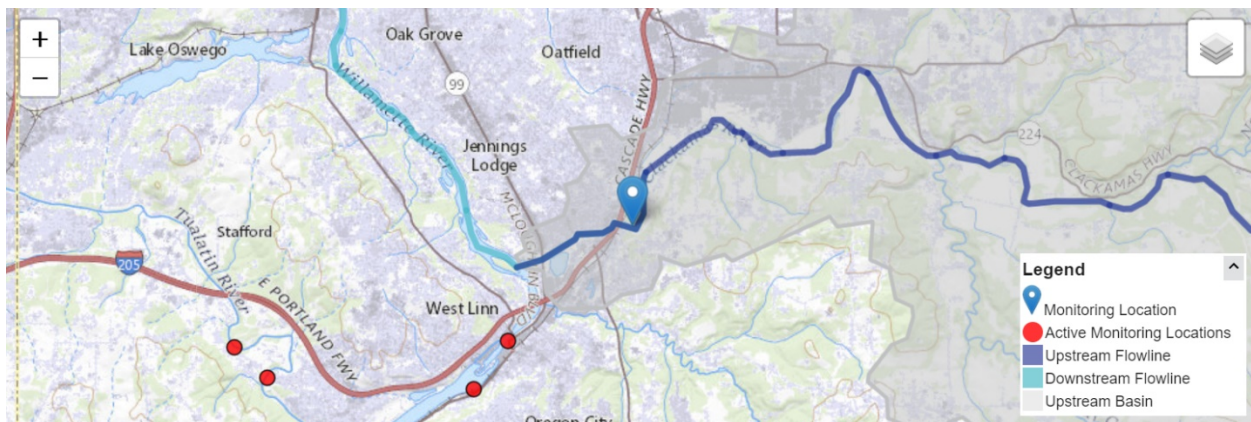 +
−
Lake Oswego
Oak Grove
Oatfield
99
Willamette River
CASCADE HWY
Jennings
Lodge
224
CLACKAMAS HWY
MCLOUGHLIN BLVD
Tualatin River
Stafford
205
E PORTLAND FWY
West Linn
Oregon City
Legend
Monitoring Location
Active Monitoring Locations
Upstream Flowline
Downstream Flowline
Upstream Basin